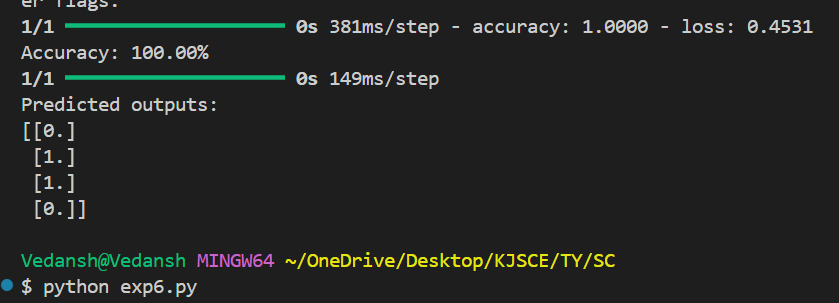 er flags.
1/1 ━━━━━━━━━━━━━━━━━━━━ 0s 381ms/step - accuracy: 1.0000 - loss: 0.4531
Accuracy: 100.00%
1/1 ━━━━━━━━━━━━━━━━━━━━ 0s 149ms/step
Predicted outputs:
[[0.]
 [1.]
 [1.]
 [0.]]
Vedansh@Vedansh MINGW64 ~/OneDrive/Desktop/KJSCE/TY/SC
$ python exp6.py